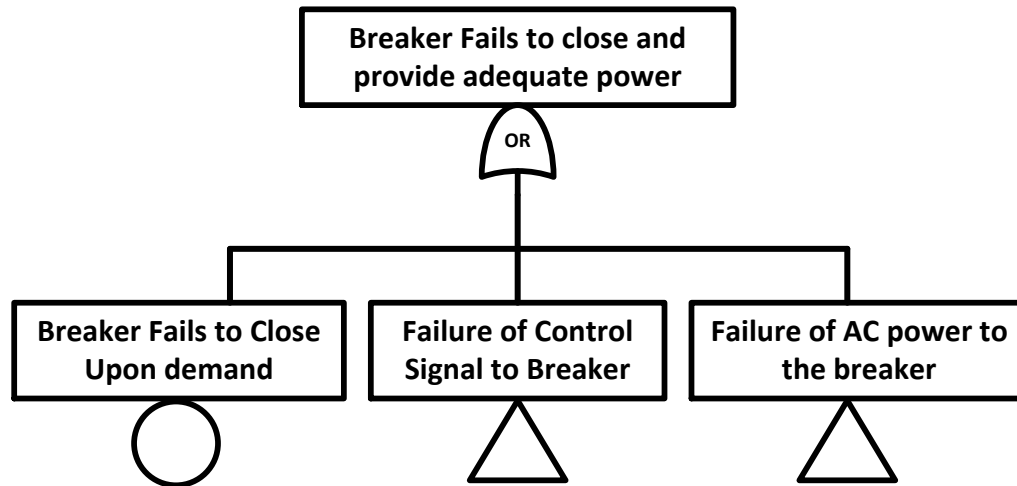 Breaker Fails to close and
provide adequate power
OR
Breaker Fails to Close
Upon demand
Failure of Control
Signal to Breaker
Failure of AC power to
the breaker